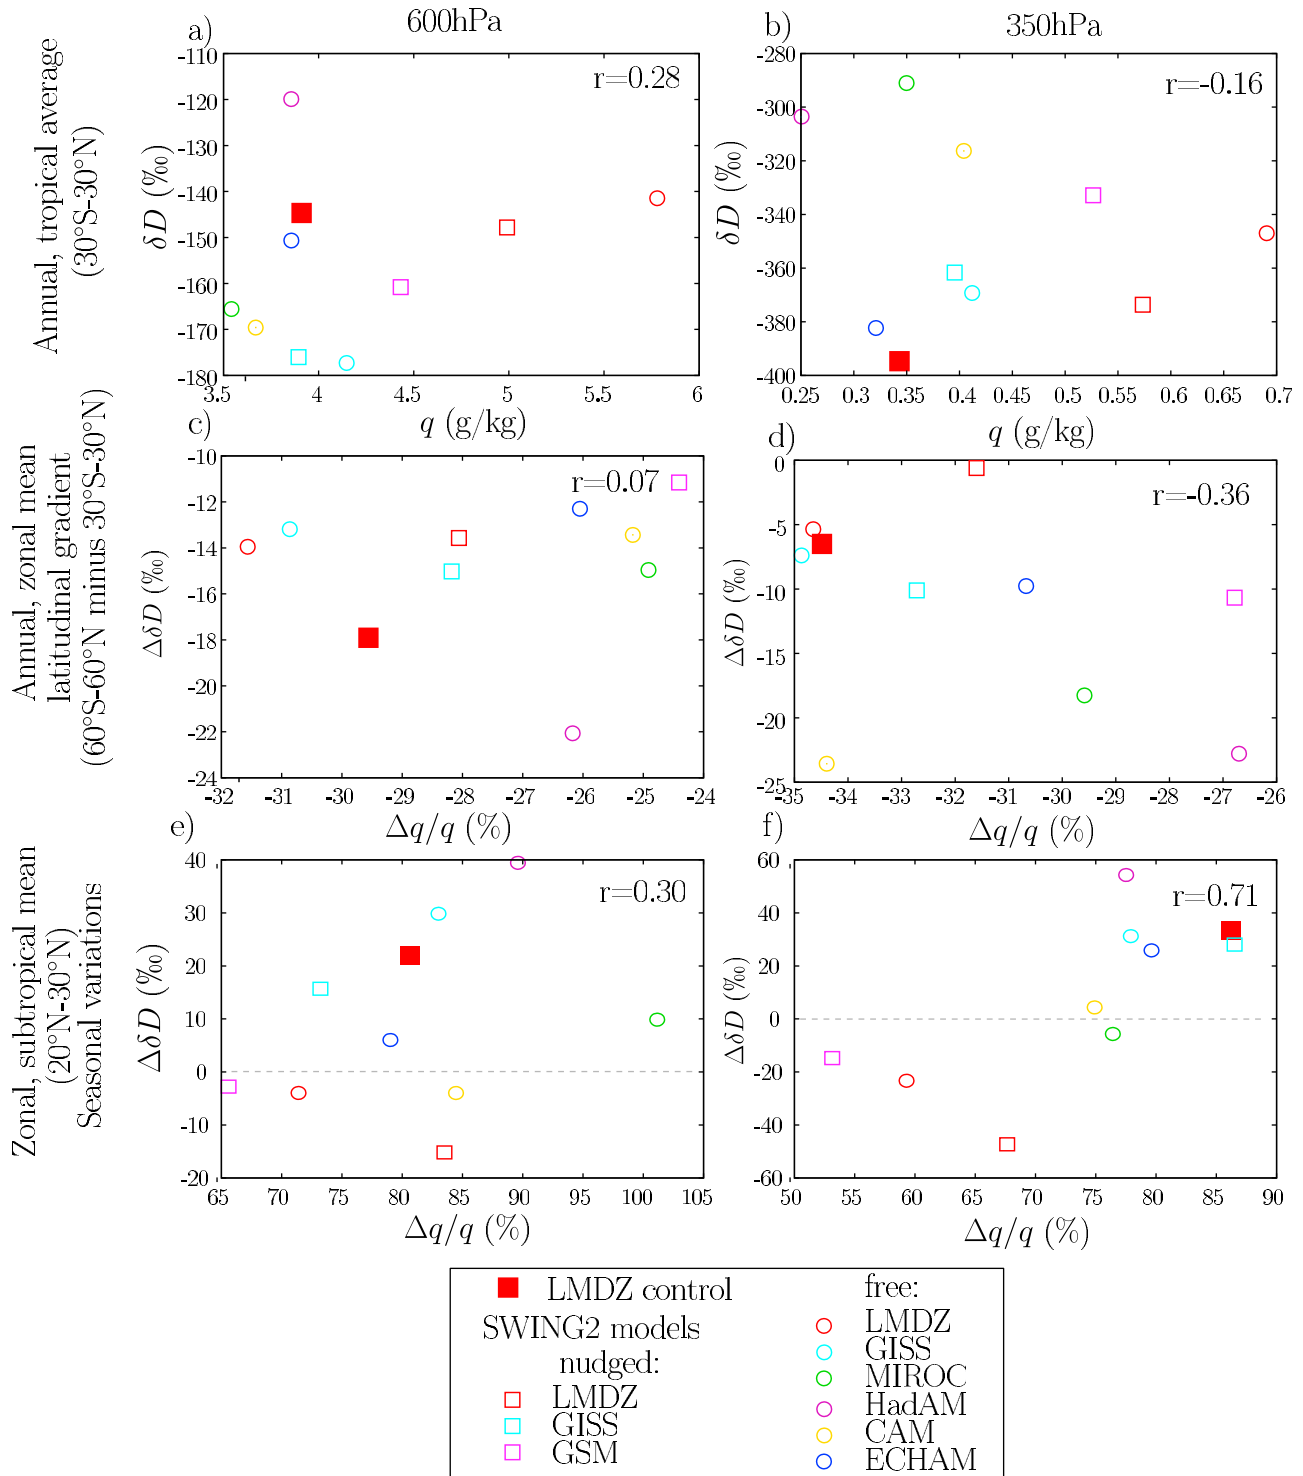 a)
600hPa
b)
350hPa
Annual, tropical average
(30°S-30°N)
-110
-120
-130
-140
-150
-160
-170
-180
δD (‰)
r=0.28
3.5
4
4.5
5
5.5
6
q (g/kg)
-280
-300
-320
-340
-360
-380
-400
δD (‰)
r=-0.16
0.25
0.3
0.35
0.4
0.45
0.5
0.55
0.6
0.65
0.7
q (g/kg)
Annual, zonal mean
latitudinal gradient
(60°S-60°N minus 30°S-30°N)
c)
-10
-12
-14
-16
-18
-20
-22
-24
ΔδD (‰)
r=0.07
-32
-31
-30
-29
-28
-27
-26
-25
-24
Δq/q (%)
d)
0
-5
-10
-15
-20
-25
ΔδD (‰)
r=-0.36
-35
-34
-33
-32
-31
-30
-29
-28
-27
-26
Δq/q (%)
Zonal, subtropical mean
(20°N-30°N)
Seasonal variations
e)
40
30
20
10
0
-10
-20
ΔδD (‰)
r=0.30
65
70
75
80
85
90
95
101
105
Δq/q (%)
f)
60
40
20
0
-20
-40
-60
ΔδD (‰)
r=0.71
50
55
60
65
70
75
80
85
90
Δq/q (%)
LMDZ control
SWING2 models
nudged:
LMDZ
GISS
GSM
free:
LMDZ
GISS
MIROC
HadAM
CAM
ECHAM